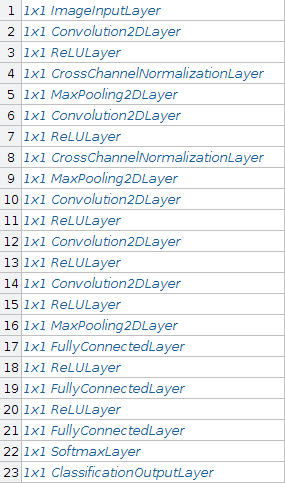 1 1x1 ImageInputLayer
2 1x1 Convolution2DLayer
3 1x1 ReLULayer
4 1x1 CrossChannelNormalizationLayer
5 1x1 MaxPooling2DLayer
6 1x1 Convolution2DLayer
7 1x1 ReLULayer
8 1x1 CrossChannelNormalizationLayer
9 1x1 MaxPooling2DLayer
10 1x1 Convolution2DLayer
11 1x1 ReLULayer
12 1x1 Convolution2DLayer
13 1x1 ReLULayer
14 1x1 Convolution2DLayer
15 1x1 ReLULayer
16 1x1 MaxPooling2DLayer
17 1x1 FullyConnectedLayer
18 1x1 ReLULayer
19 1x1 FullyConnectedLayer
20 1x1 ReLULayer
21 1x1 FullyConnectedLayer
22 1x1 SoftmaxLayer
23 1x1 ClassificationOutputLayer